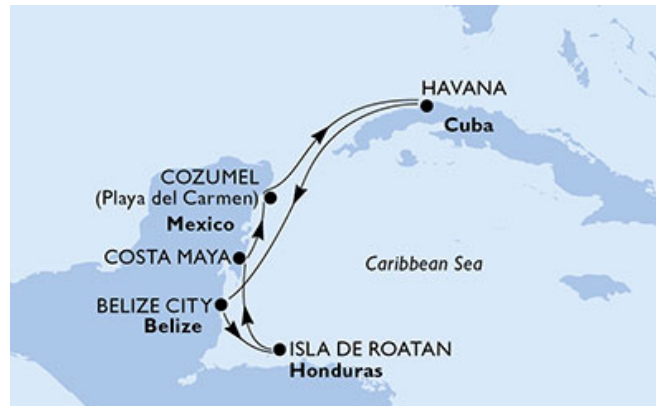 HAVANA
Cuba
COZUMEL
(Playa del Carmen)
Mexico
COSTA MAYA
Caribbean Sea
BELIZE CITY
Belize
ISLA DE ROATAN
Honduras